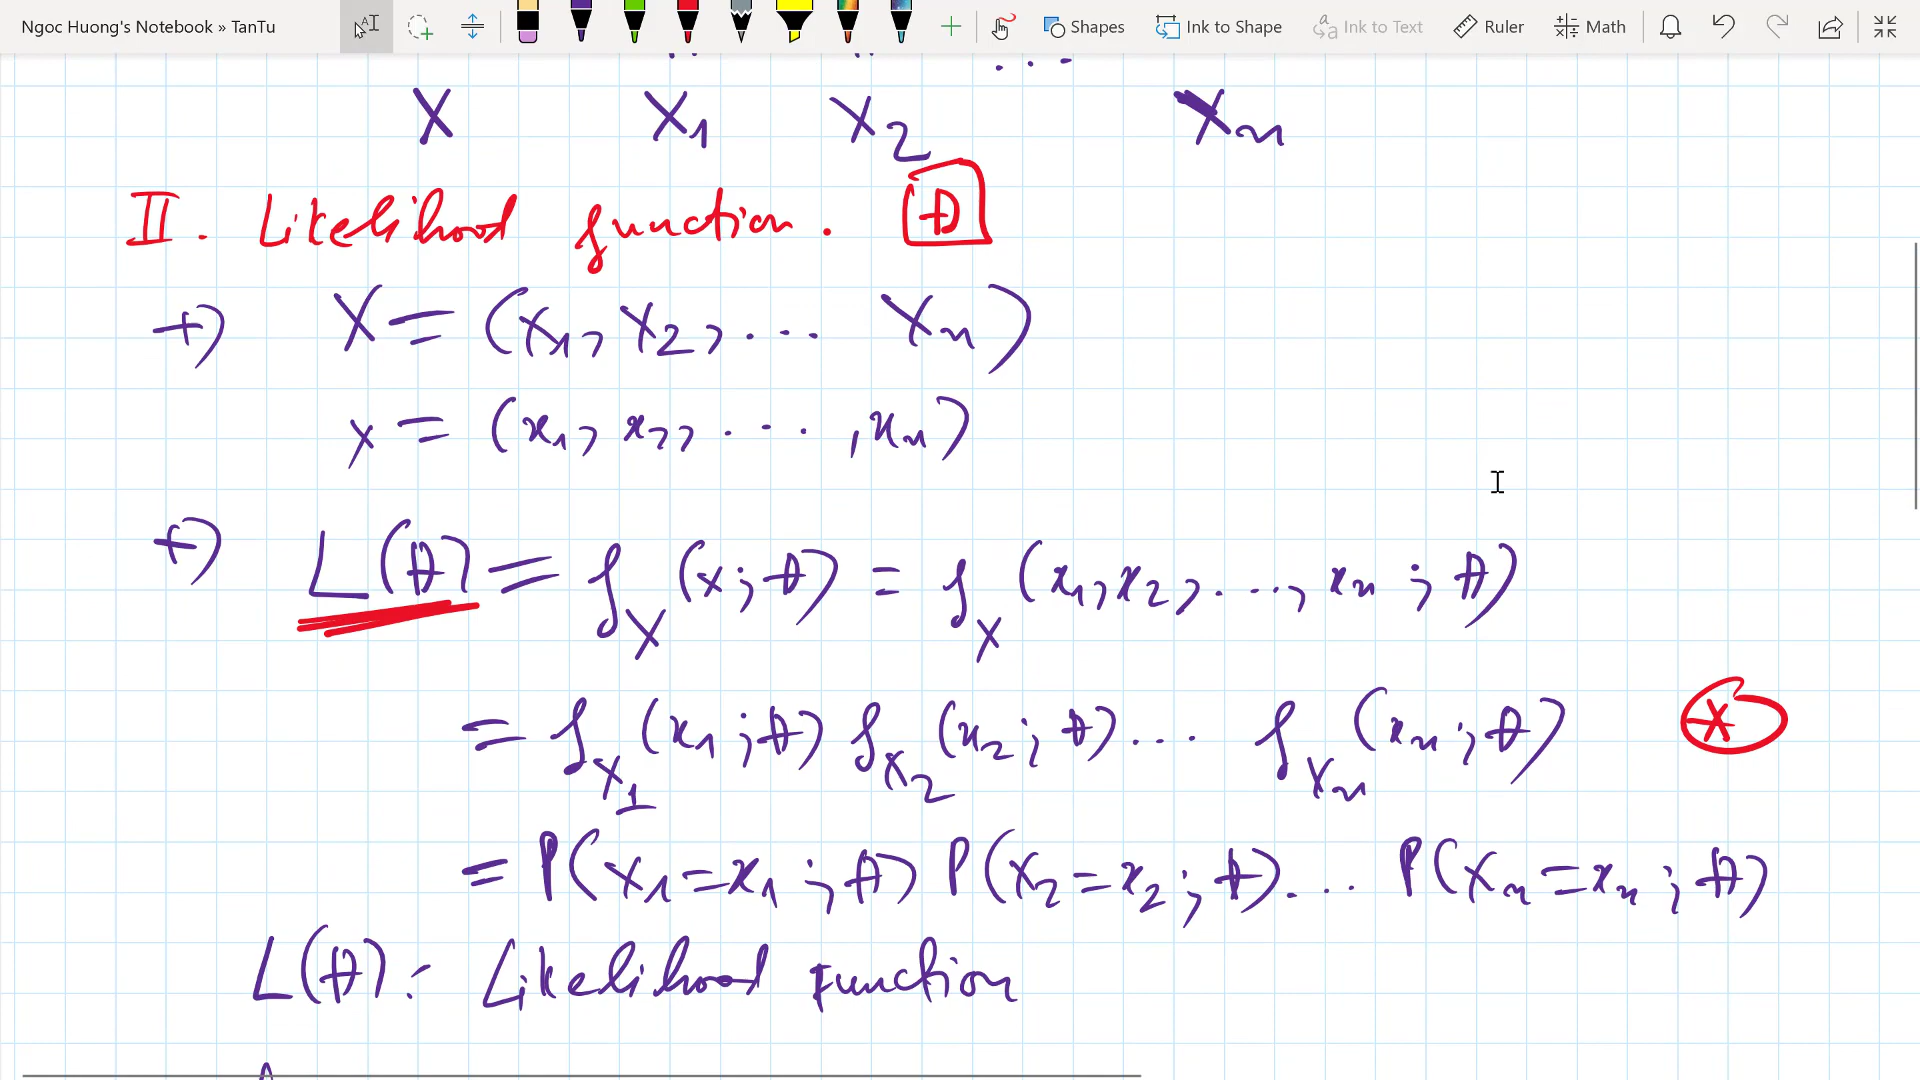 Ngoc Huong's Notebook » TanTu
Shapes Ink to Shape Ink to Text Ruler Math
X X₁ X₂ ... Xₙ
II. Likelihood function. θ
+) X = (X₁, X₂, ... Xₙ)
x = (x₁, x₂, ..., xₙ)
+) L(θ) = f_X (x; θ) = f_X (x₁, x₂, ..., xₙ ; θ)
= f_X₁ (x₁ ; θ) f_X₂ (x₂ ; θ) ... f_Xₙ (xₙ ; θ) *
= P(X₁ = x₁ ; θ) P(X₂ = x₂ ; θ) ... P(Xₙ = xₙ ; θ)
L(θ) : Likelihood function